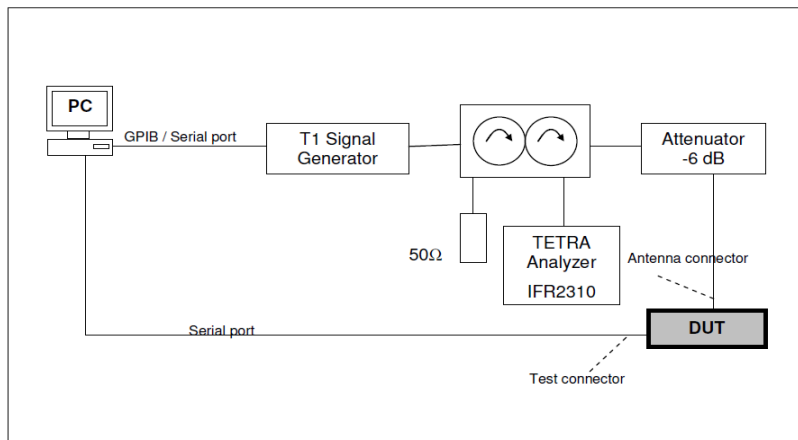 PC
GPIB / Serial port
T1 Signal
Generator
Attenuator
-6 dB
50Ω
TETRA
Analyzer
IFR2310
Antenna connector
DUT
Serial port
Test connector